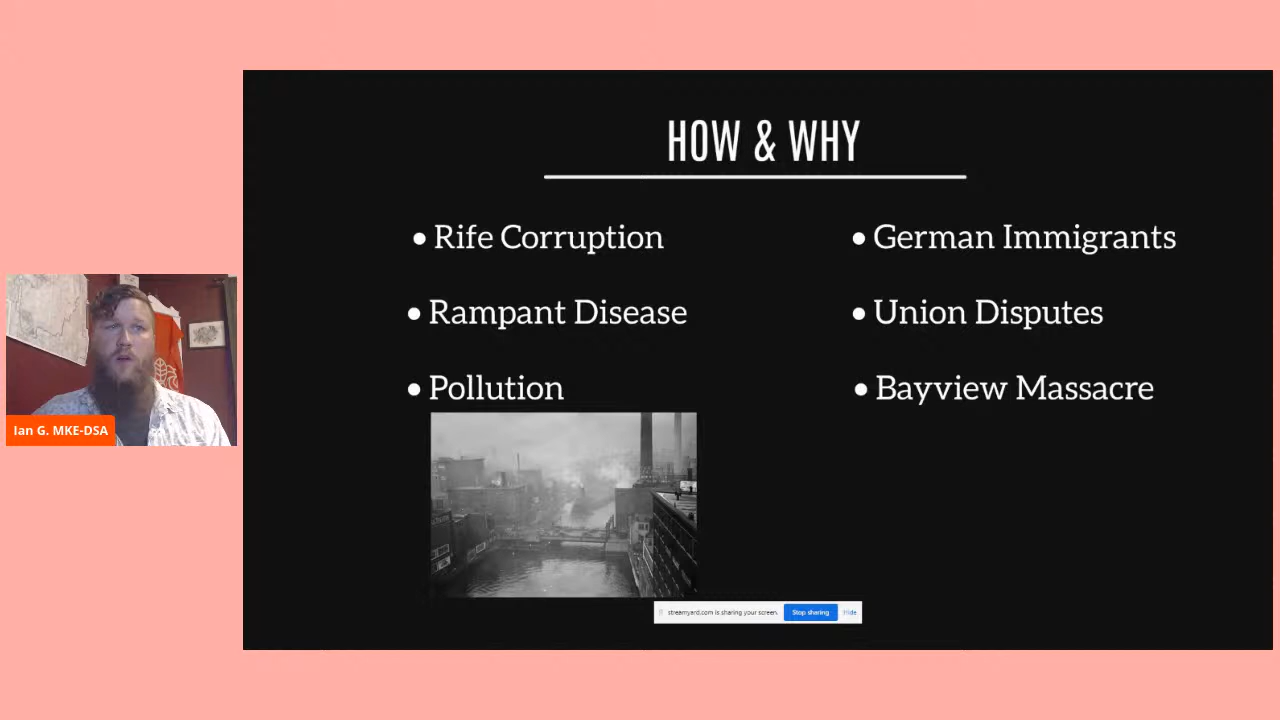 HOW & WHY
• Rife Corruption
• Rampant Disease
• Pollution
• German Immigrants
• Union Disputes
• Bayview Massacre
Ian G. MKE-DSA
streamyard.com is sharing your screen. Stop sharing Hide